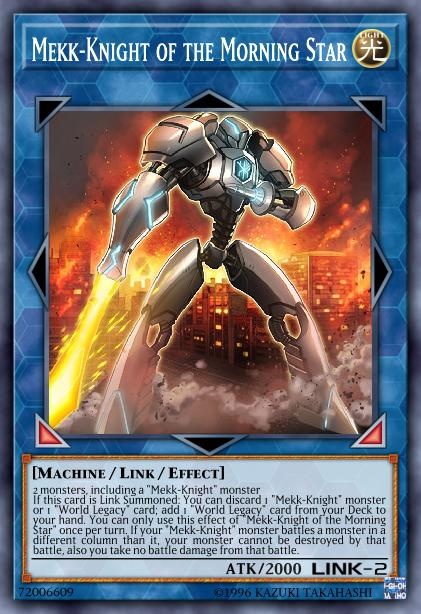 MEKK-KNIGHT OF THE MORNING STAR
LIGHT
光
[MACHINE / LINK / EFFECT]
2 monsters, including a "Mekk-Knight" monster
If this card is Link Summoned: You can discard 1 "Mekk-Knight" monster
or 1 "World Legacy" card; add 1 "World Legacy" card from your Deck to
your hand. You can only use this effect of "Mekk-Knight of the Morning
Star" once per turn. If your "Mekk-Knight" monster battles a monster in a
different column than it, your monster cannot be destroyed by that
battle, also you take no battle damage from that battle.
ATK/2000 LINK-2
72006609 ©1996 KAZUKI TAKAHASHI